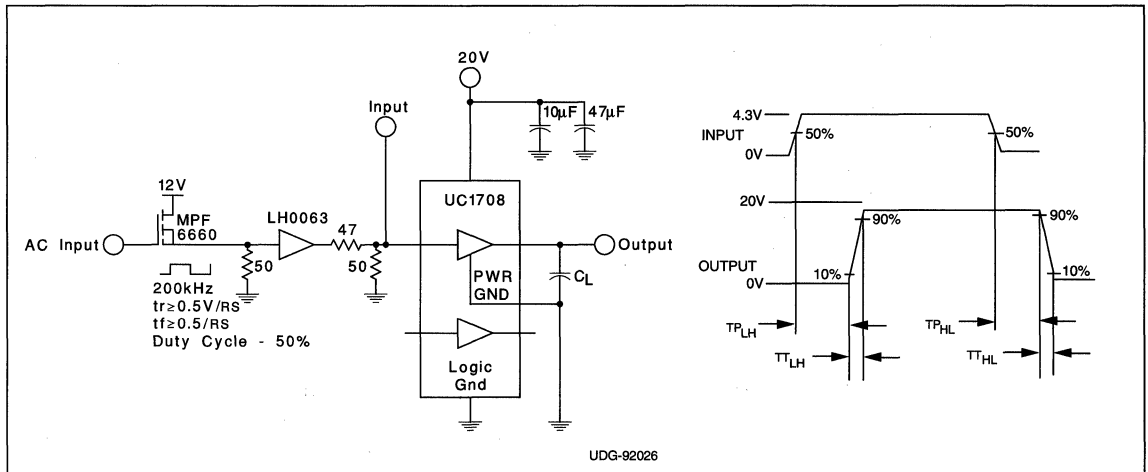 20V
Input
10µF
47µF
12V
MPF
6660
LH0063
47
UC1708
AC Input
50
50
Output
CL
PWR
GND
200kHz
tr≥0.5V/RS
tf≥0.5/RS
Duty Cycle - 50%
Logic
Gnd
4.3V
INPUT
50%
50%
0V
20V
90%
90%
OUTPUT
10%
10%
0V
TPLH
TPHL
TTLH
TTHL
UDG-92026